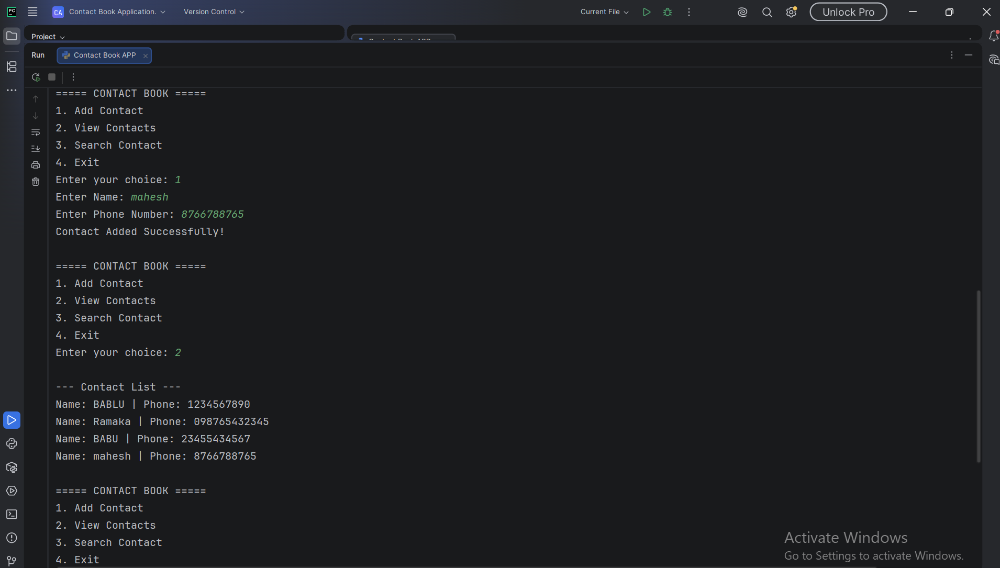 PC
CA Contact Book Application. Version Control Current File Unlock Pro
Project
Run Contact Book APP
===== CONTACT BOOK =====
1. Add Contact
2. View Contacts
3. Search Contact
4. Exit
Enter your choice: 1
Enter Name: mahesh
Enter Phone Number: 8766788765
Contact Added Successfully!
===== CONTACT BOOK =====
1. Add Contact
2. View Contacts
3. Search Contact
4. Exit
Enter your choice: 2
--- Contact List ---
Name: BABLU | Phone: 1234567890
Name: Ramaka | Phone: 098765432345
Name: BABU | Phone: 23455434567
Name: mahesh | Phone: 8766788765
===== CONTACT BOOK =====
1. Add Contact
2. View Contacts
3. Search Contact
4. Exit
Activate Windows
Go to Settings to activate Windows.